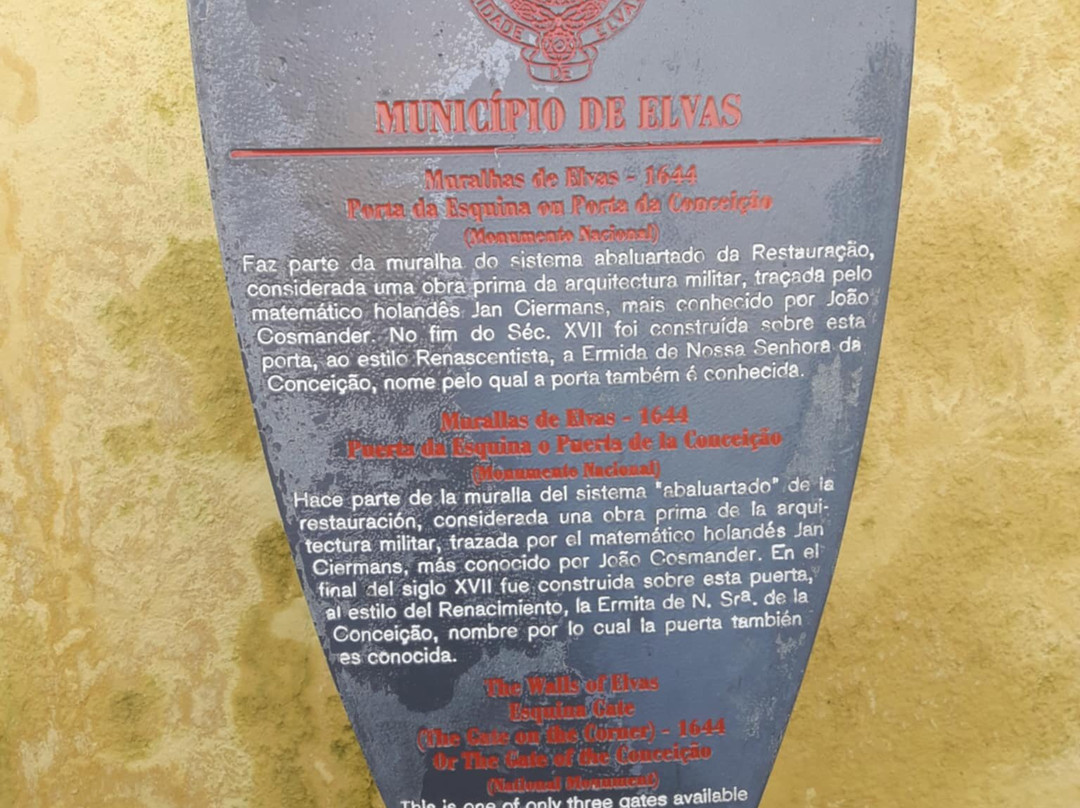 IDADE ELVAS
DE
MUNICÍPIO DE ELVAS
Muralhas de Elvas - 1644
Porta da Esquina ou Porta da Conceição
(Monumento Nacional)
Faz parte da muralha do sistema abaluartado da Restauração,
considerada uma obra prima da arquitectura militar, traçada pelo
matemático holandês Jan Ciermans, mais conhecido por João
Cosmander. No fim do Séc. XVII foi construída sobre esta
porta, ao estilo Renascentista, a Ermida de Nossa Senhora da
Conceição, nome pelo qual a porta também é conhecida.
Murallas de Elvas - 1644
Puerta da Esquina o Puerta de la Conceição
(Monumento Nacional)
Hace parte de la muralla del sistema "abaluartado" de la
restauración, considerada una obra prima de la arqui-
tectura militar, trazada por el matemático holandés Jan
Ciermans, más conocido por João Cosmander. En el
final del siglo XVII fue construida sobre esta puerta,
al estilo del Renacimiento, la Ermita de N. Srª. de la
Conceição, nombre por lo cual la puerta también
es conocida.
The Walls of Elvas
Esquina Gate
(The Gate on the Corner) - 1644
Or The Gate of the Conceição
(National Monument)
This is one of only three gates available